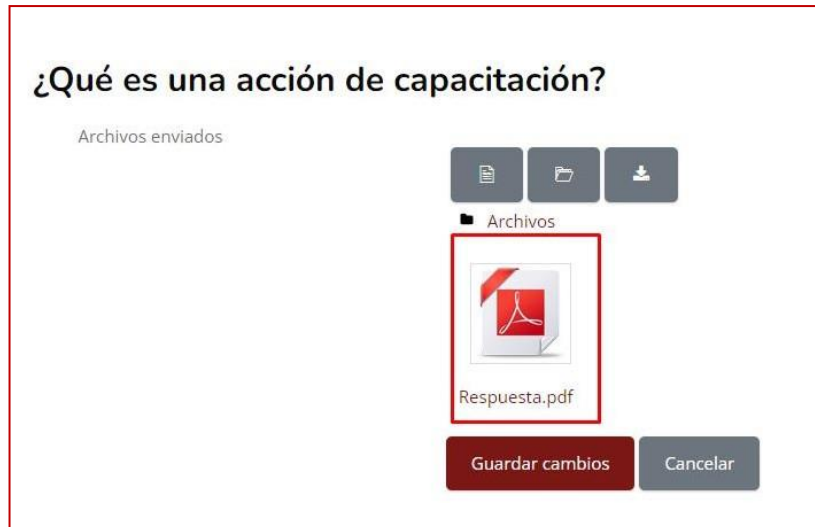 ¿Qué es una acción de capacitación?
Archivos enviados
Archivos
Respuesta.pdf
Guardar cambios
Cancelar